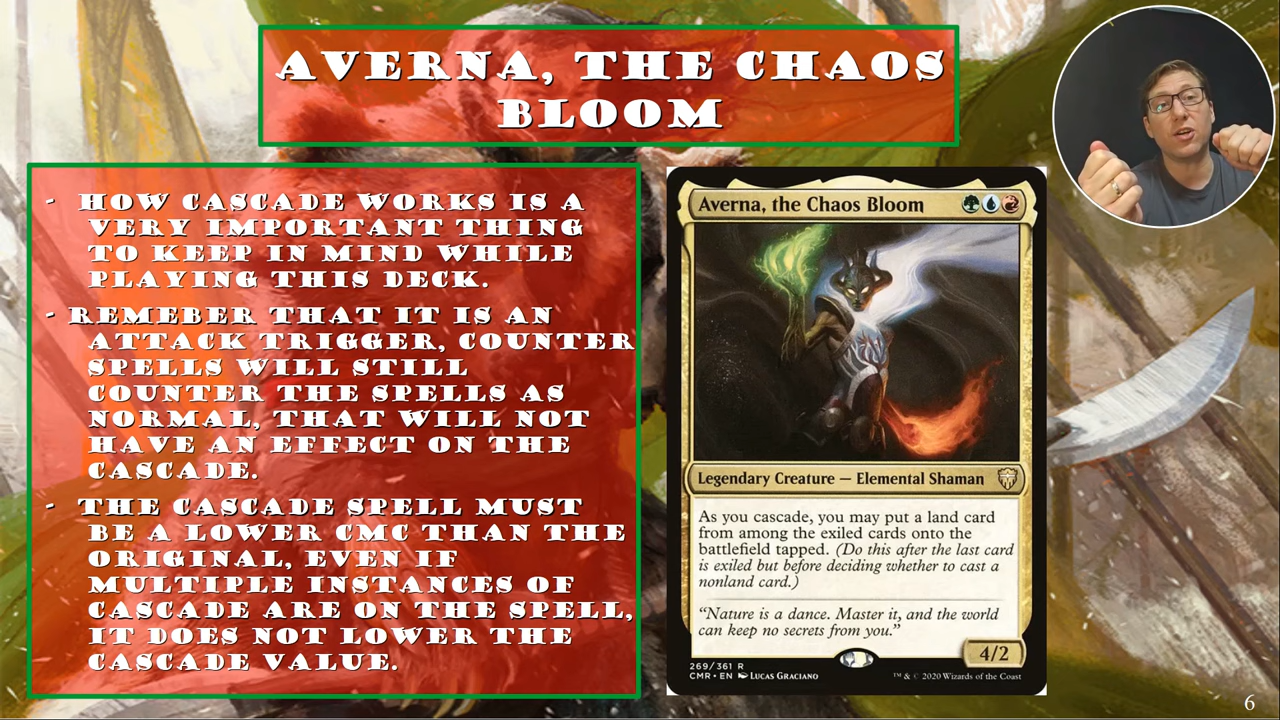 AVERNA, THE CHAOS
BLOOM
- HOW CASCADE WORKS IS A
VERY IMPORTANT THING
TO KEEP IN MIND WHILE
PLAYING THIS DECK.
- REMEBER THAT IT IS AN
ATTACK TRIGGER, COUNTER
SPELLS WILL STILL
COUNTER THE SPELLS AS
NORMAL, THAT WILL NOT
HAVE AN EFFECT ON THE
CASCADE.
- THE CASCADE SPELL MUST
BE A LOWER CMC THAN THE
ORIGINAL, EVEN IF
MULTIPLE INSTANCES OF
CASCADE ARE ON THE SPELL,
IT DOES NOT LOWER THE
CASCADE VALUE.
Averna, the Chaos Bloom
Legendary Creature — Elemental Shaman
As you cascade, you may put a land card
from among the exiled cards onto the
battlefield tapped. (Do this after the last card
is exiled but before deciding whether to cast a
nonland card.)
“Nature is a dance. Master it, and the world
can keep no secrets from you.”
4/2
269/361 R
CMR • EN LUCAS GRACIANO
™ & © 2020 Wizards of the Coast
6